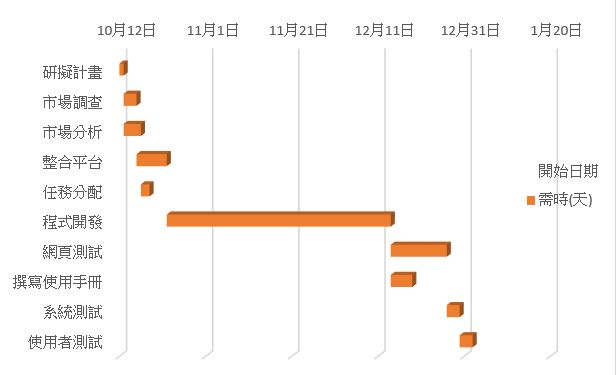 10月12日 11月1日 11月21日 12月11日 12月31日 1月20日
研擬計畫
市場調查
市場分析
整合平台
任務分配
程式開發
網頁測試
撰寫使用手冊
系統測試
使用者測試
開始日期
需時(天)